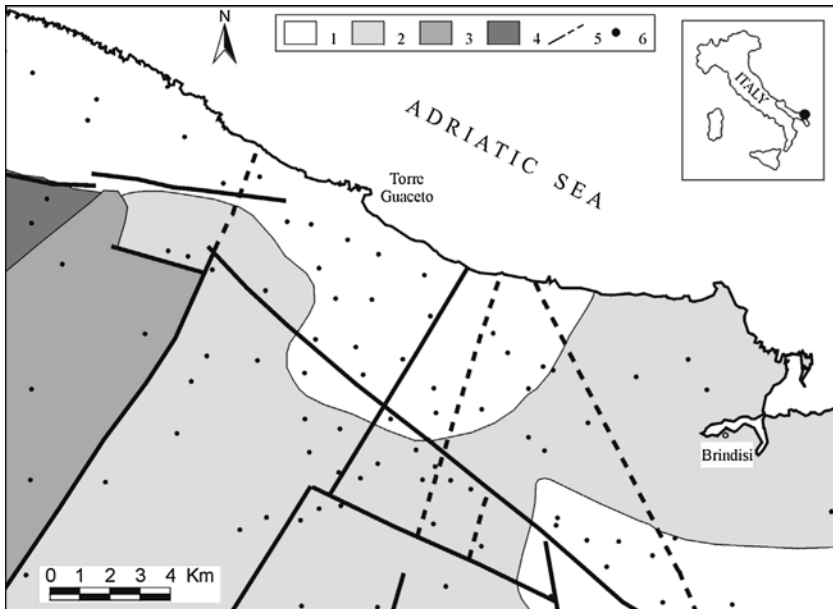 N
1 2 3 4 5 6
ITALY
ADRIATIC SEA
Torre
Guaceto
Brindisi
0 1 2 3 4 Km